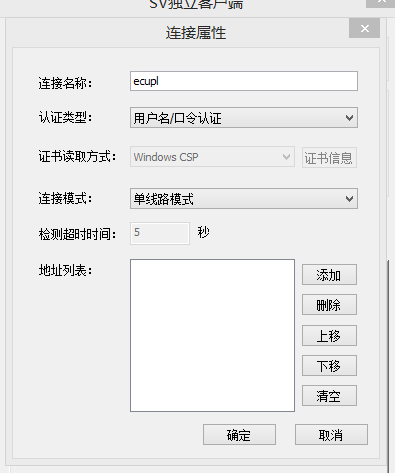 SV独立客户端
连接属性
连接名称： ecupl
认证类型： 用户名/口令认证
证书读取方式： Windows CSP 证书信息
连接模式： 单线路模式
检测超时时间： 5 秒
地址列表：
添加
删除
上移
下移
清空
确定 取消